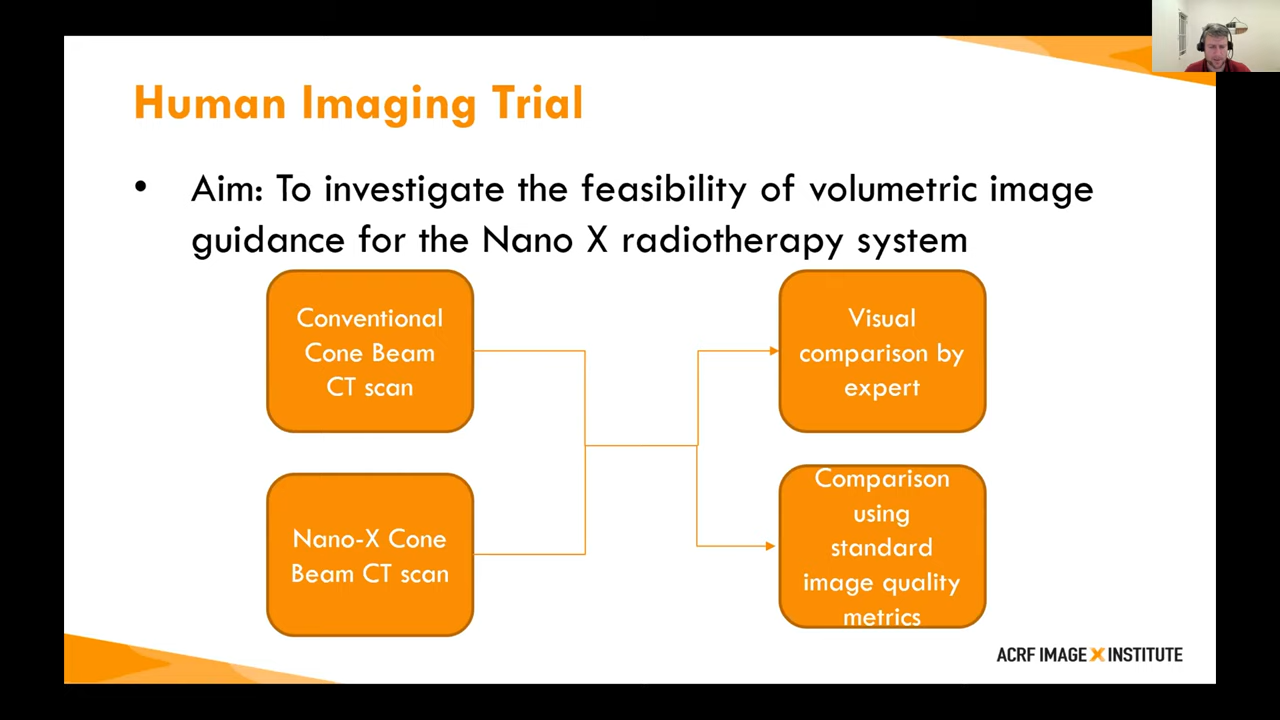 Human Imaging Trial
• Aim: To investigate the feasibility of volumetric image
guidance for the Nano X radiotherapy system
Conventional
Cone Beam
CT scan
Nano-X Cone
Beam CT scan
Visual
comparison by
expert
Comparison
using
standard
image quality
metrics
ACRF IMAGE X INSTITUTE